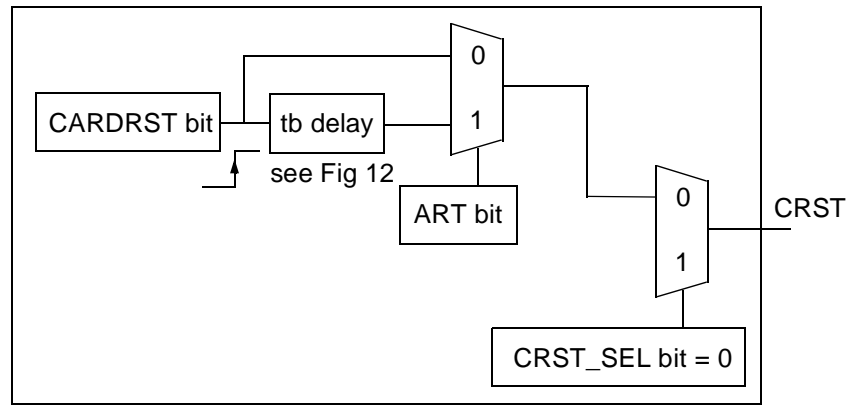 0
CARDRST bit
tb delay
1
see Fig 12
ART bit
0
CRST
1
CRST_SEL bit = 0